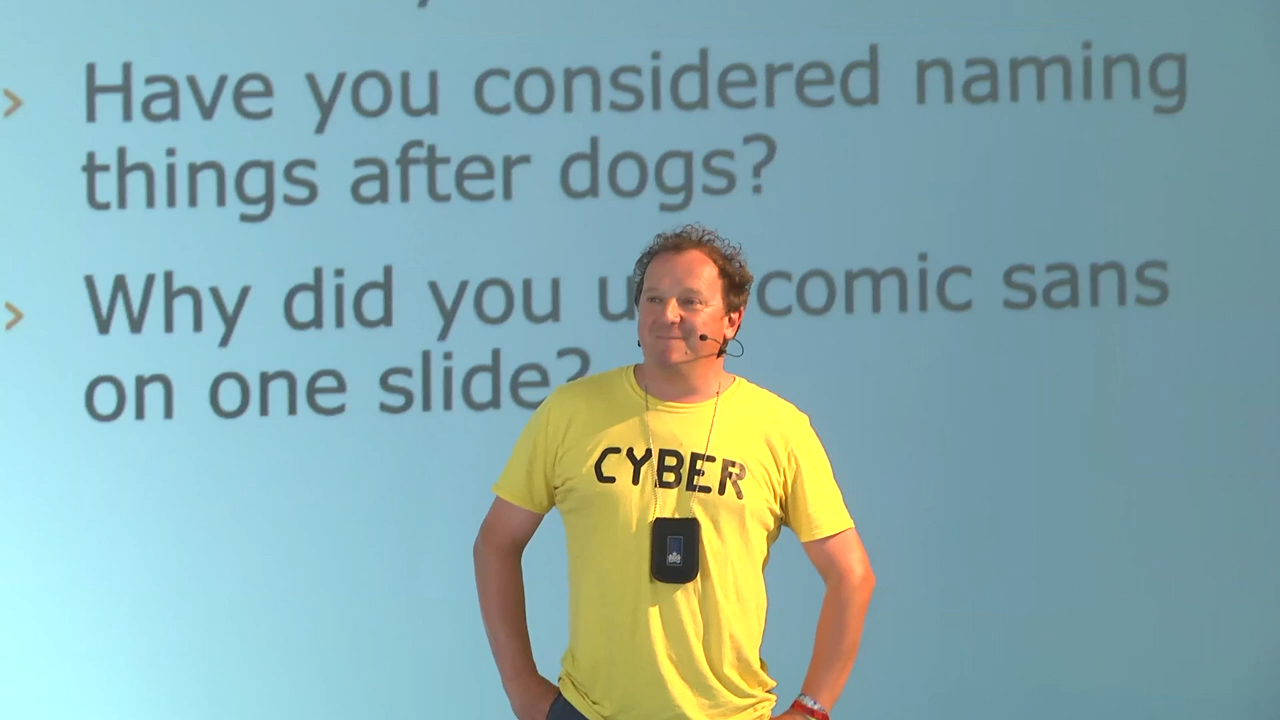 Have you considered naming
things after dogs?
Why did you u comic sans
on one slide?
CYBER